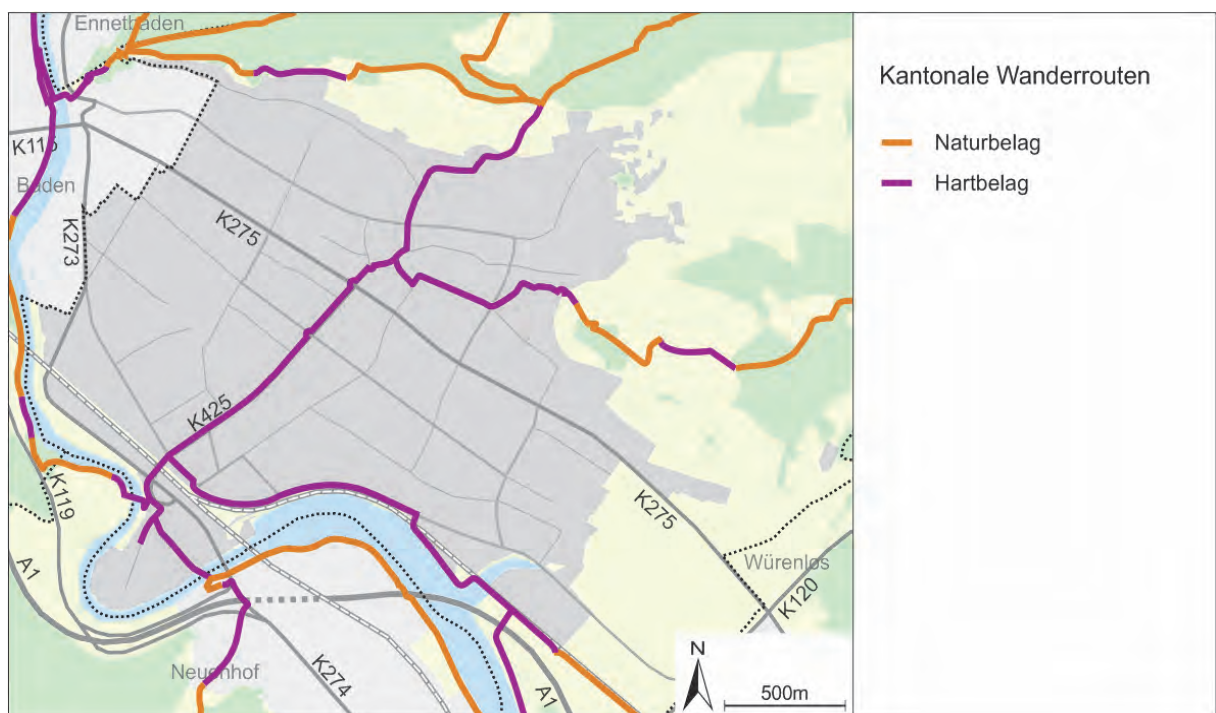 Ennetbaden
K115
Baden
K273
K275
K425
K119
A1
Neuenhof
K274
A1
K275
Würenlos
K120
N
500m
Kantonale Wanderrouten
Naturbelag
Hartbelag